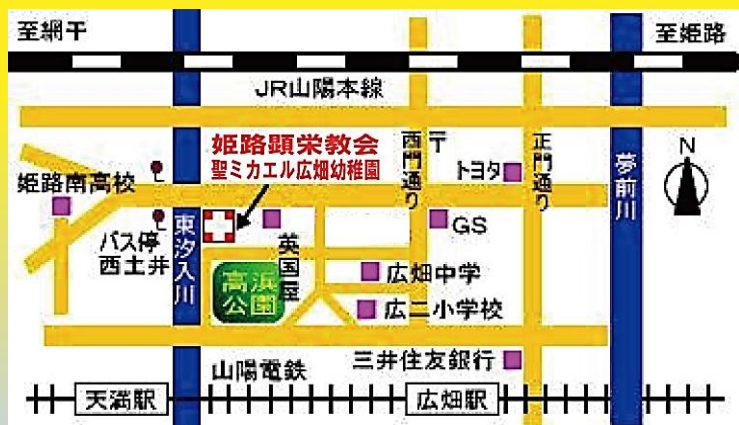 至網干
至姫路
JR山陽本線
姫路顕栄教会
聖ミカエル広畑幼稚園
西門通り
〒
正門通り
トヨタ
N
夢前川
姫路南高校
バス停
西土井
東汐入川
英国屋
GS
高浜
公園
広畑中学
広二小学校
山陽電鉄
三井住友銀行
天満駅
広畑駅